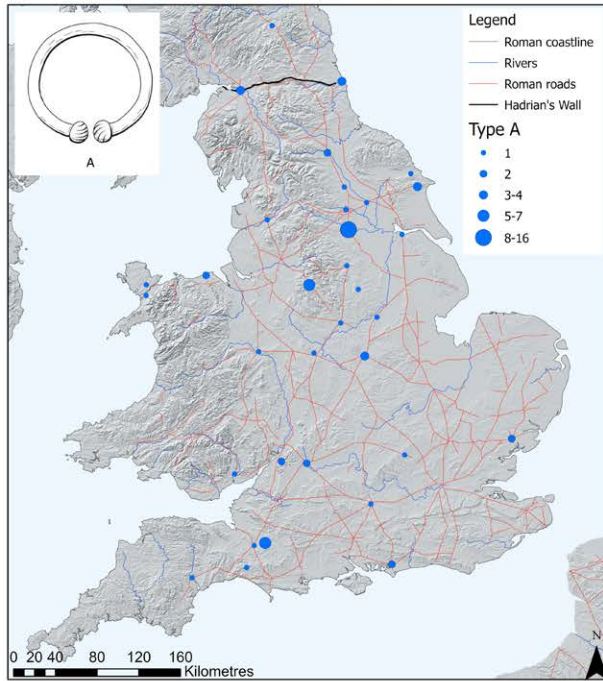 A
Legend
Roman coastline
Rivers
Roman roads
Hadrian's Wall
Type A
1
2
3-4
5-7
8-16
N
0 20 40 80 120 160
Kilometres